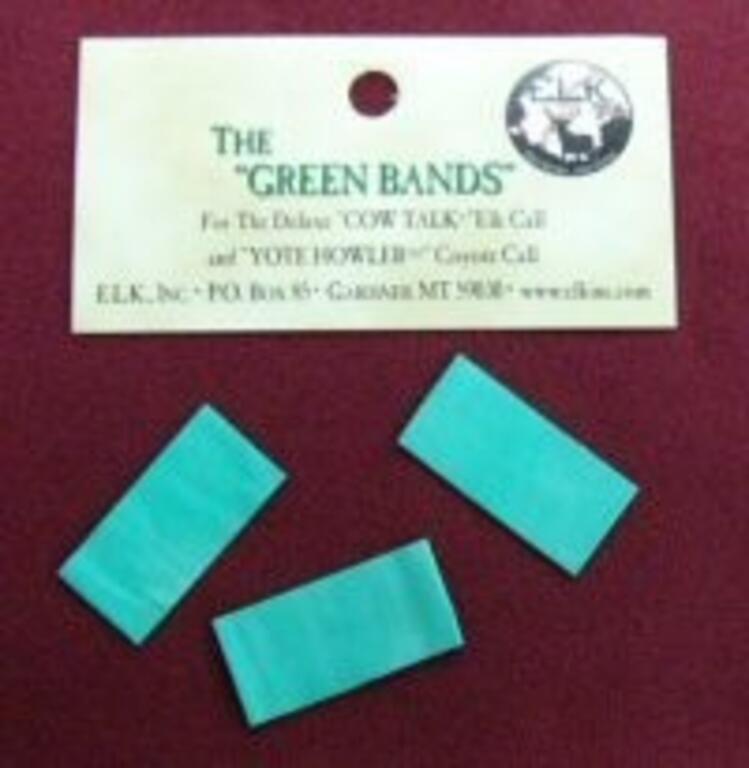 E.L.K.
THE
"GREEN BANDS"
For The Deluxe "COW TALK" Elk Call
and "YOTE HOWLER™" Coyote Call
E.L.K., INC. • P.O. BOX 85 • GARDINER MT 59030 • www.elkinc.com